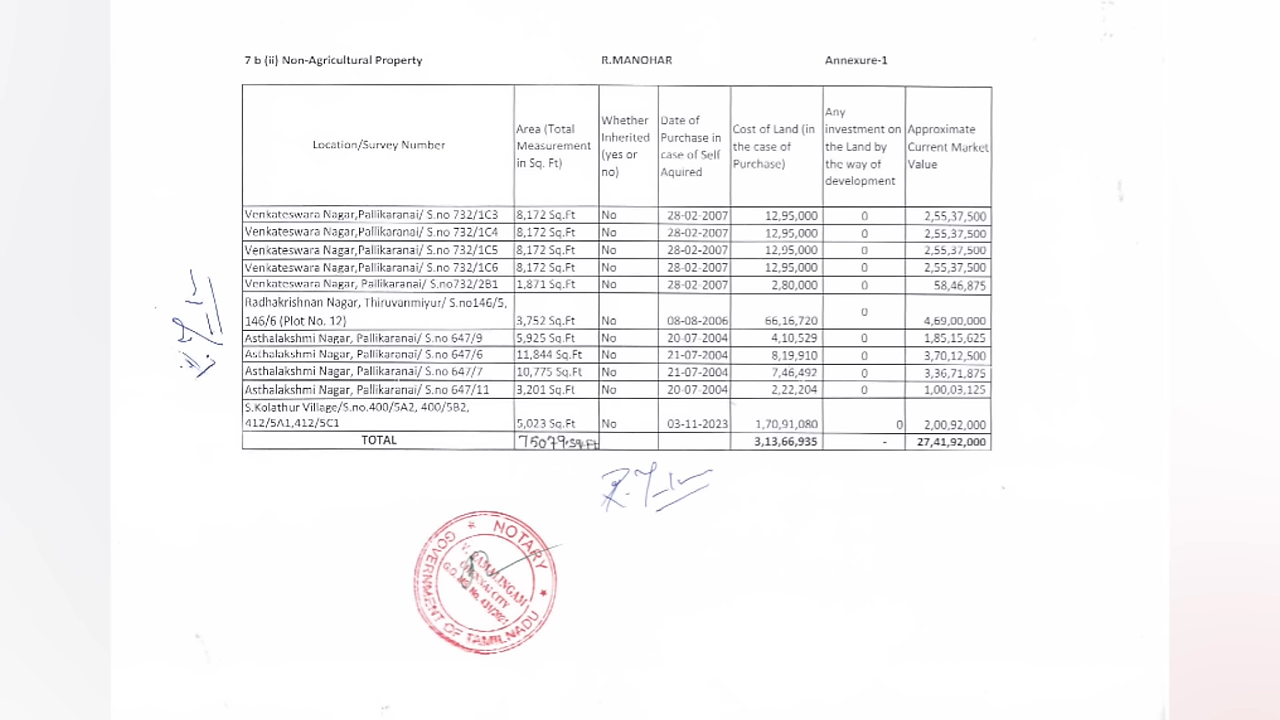 7 b (ii) Non-Agricultural Property R.MANOHAR Annexure-1
Location/Survey Number Area (Total Measurement in Sq. Ft) Whether Inherited (yes or no) Date of Purchase in case of Self Aquired Cost of Land (in the case of Purchase) Any investment on the Land by the way of development Approximate Current Market Value
Venkateswara Nagar,Pallikaranai/ S.no 732/1C3 8,172 Sq.Ft No 28-02-2007 12,95,000 0 2,55,37,500
Venkateswara Nagar,Pallikaranai/ S.no 732/1C4 8,172 Sq.Ft No 28-02-2007 12,95,000 0 2,55,37,500
Venkateswara Nagar,Pallikaranai/ S.no 732/1C5 8,172 Sq.Ft No 28-02-2007 12,95,000 0 2,55,37,500
Venkateswara Nagar,Pallikaranai/ S.no 732/1C6 8,172 Sq.Ft No 28-02-2007 12,95,000 0 2,55,37,500
Venkateswara Nagar, Pallikaranai/ S.no732/2B1 1,871 Sq.Ft No 28-02-2007 2,80,000 0 58,46,875
Radhakrishnan Nagar, Thiruvanmiyur/ S.no146/5,
146/6 (Plot No. 12) 3,752 Sq.Ft No 08-08-2006 66,16,720 0 4,69,00,000
Asthalakshmi Nagar, Pallikaranai/ S.no 647/9 5,925 Sq.Ft No 20-07-2004 4,10,529 0 1,85,15,625
Asthalakshmi Nagar, Pallikaranai/ S.no 647/6 11,844 Sq.Ft No 21-07-2004 8,19,910 0 3,70,12,500
Asthalakshmi Nagar, Pallikaranai/ S.no 647/7 10,775 Sq.Ft No 21-07-2004 7,46,492 0 3,36,71,875
Asthalakshmi Nagar, Pallikaranai/ S.no 647/11 3,201 Sq.Ft No 20-07-2004 2,22,204 0 1,00,03,125
S.Kolathur Village/S.no.400/5A2, 400/5B2,
412/5A1,412/5C1 5,023 Sq.Ft No 03-11-2023 1,70,91,080 0 2,00,92,000
TOTAL 75079.Sq.Ft 3,13,66,935 - 27,41,92,000
NOTARY
GOVERNMENT OF TAMILNADU
CHENNAI CITY